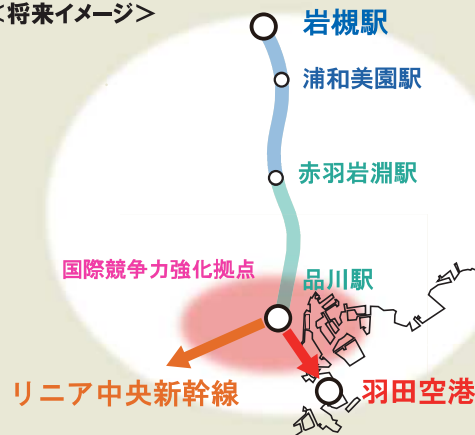 <将来イメージ>
岩槻駅
浦和美園駅
赤羽岩淵駅
国際競争力強化拠点
品川駅
リニア中央新幹線
羽田空港